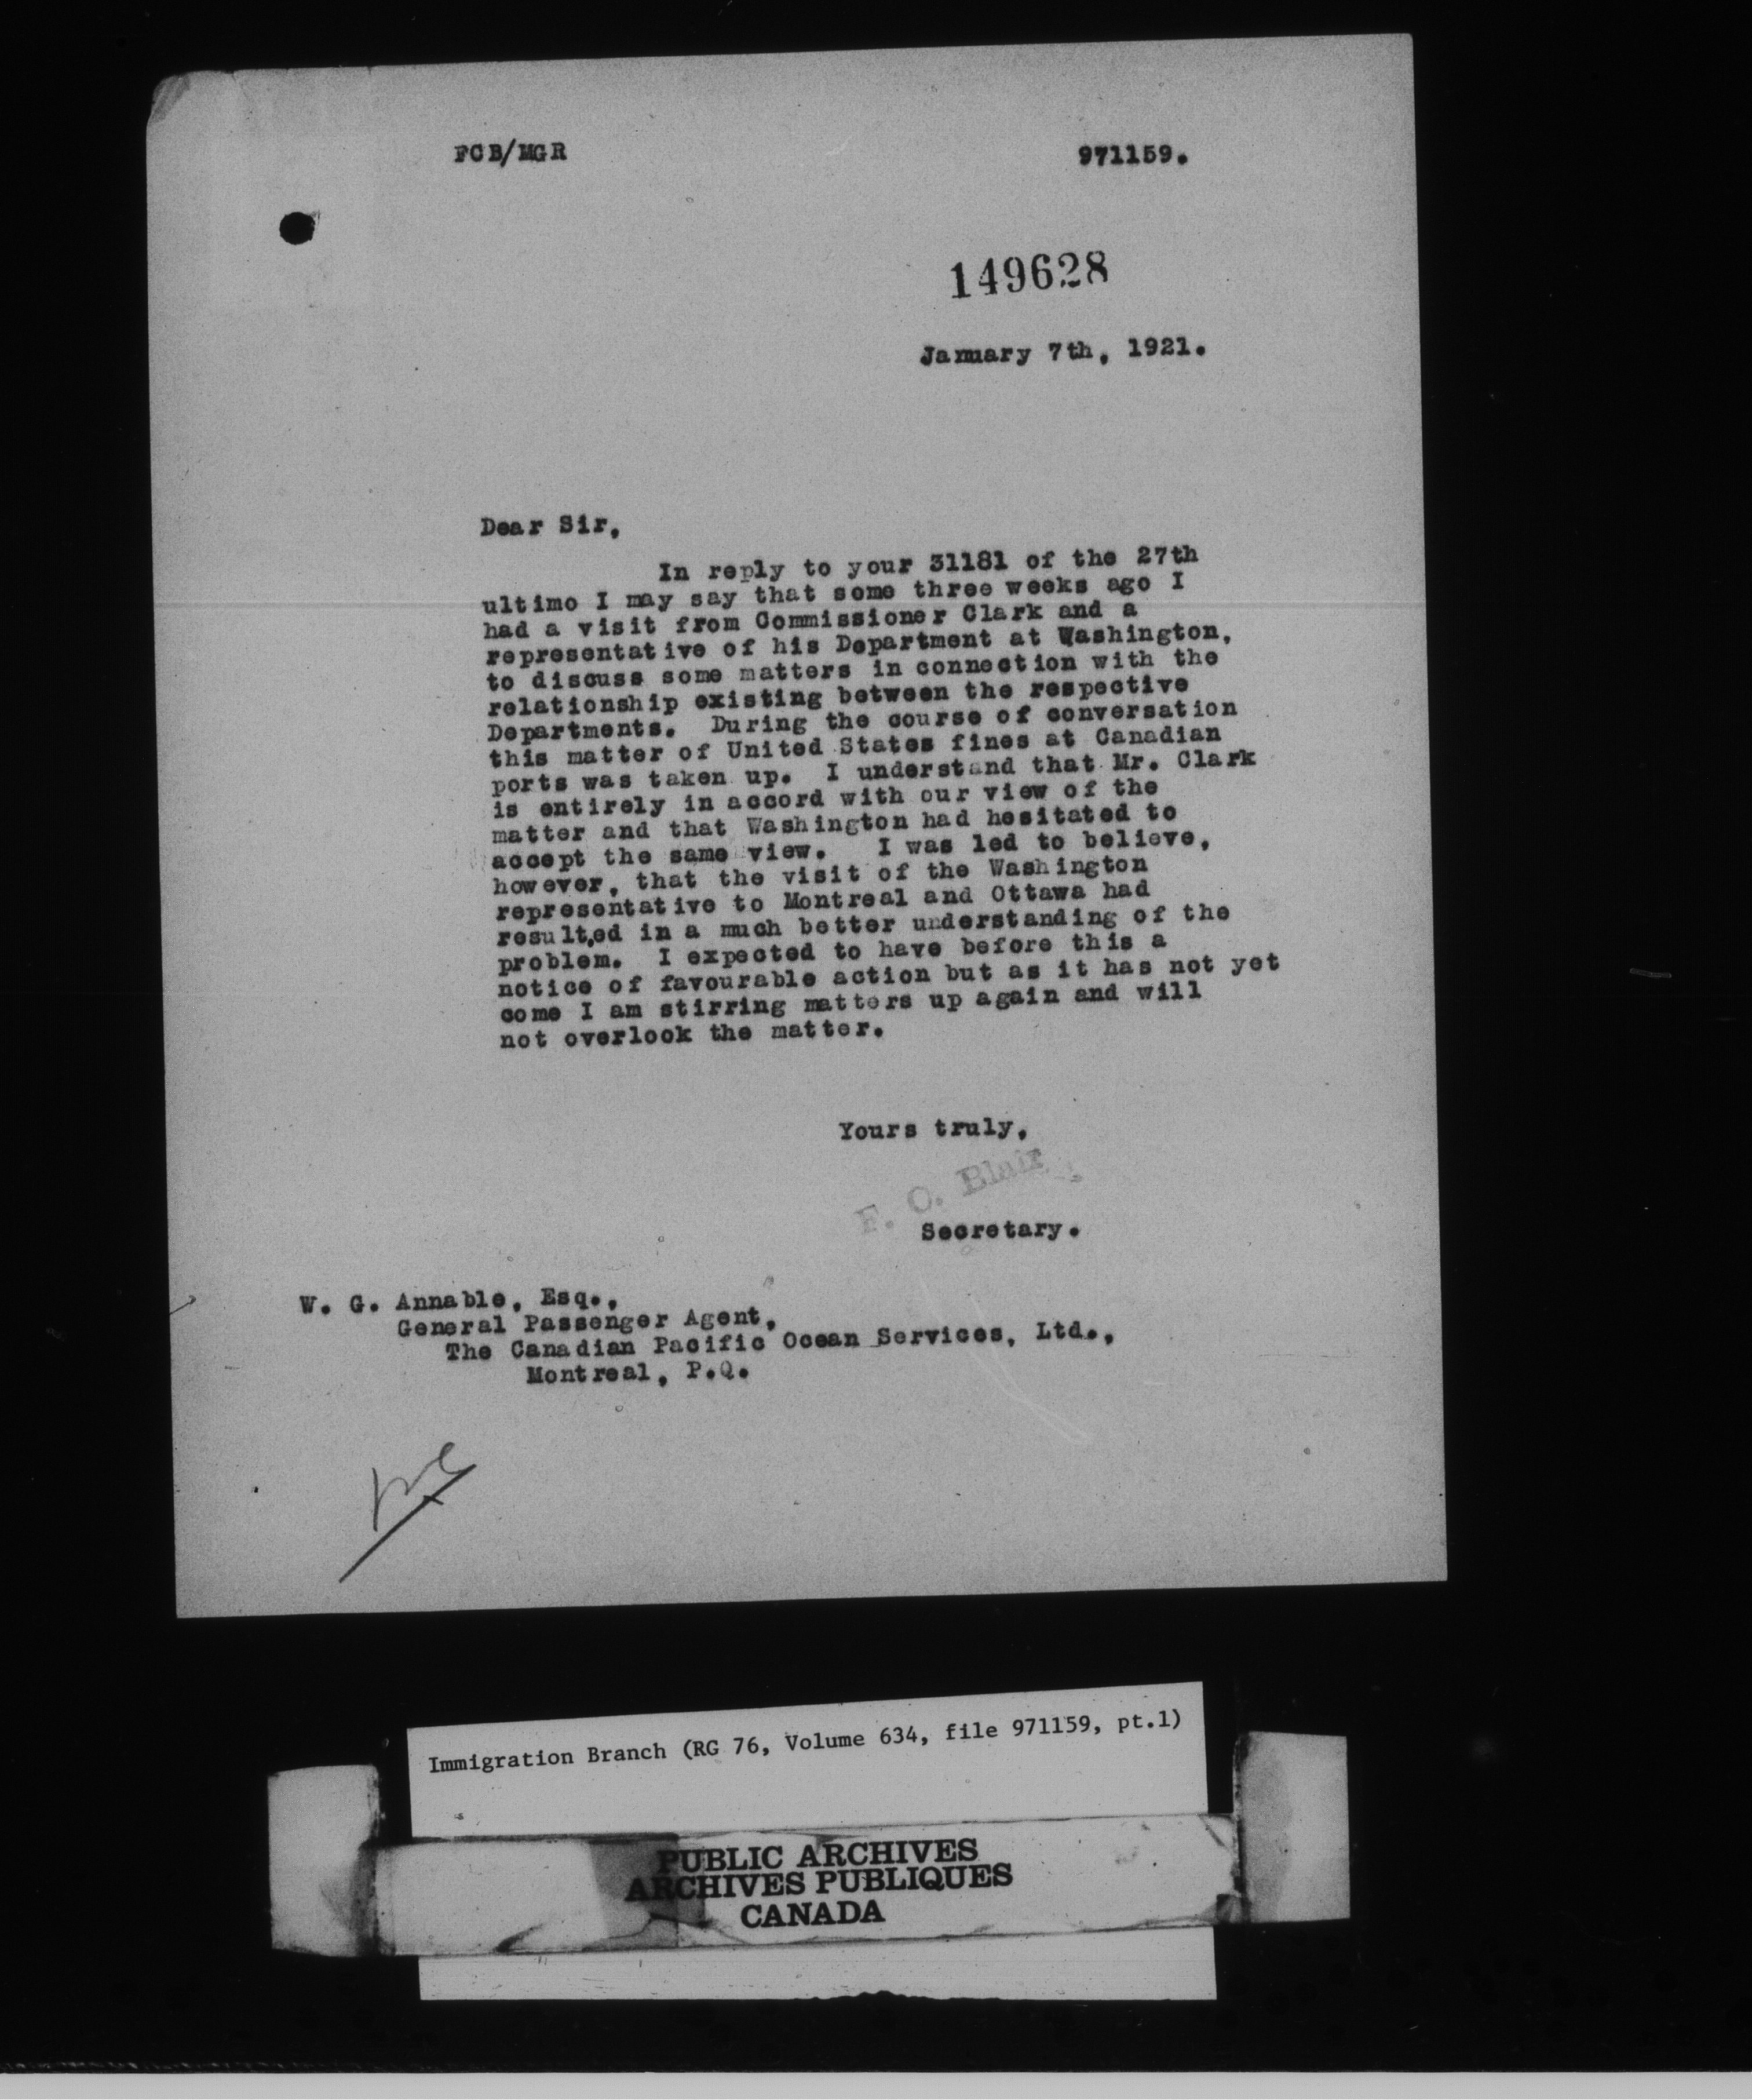 FCB/MGR
971159.
149628
January 7th, 1921.
Dear Sir,
In reply to your 31181 of the 27th
ultimo I may say that some three weeks ago I
had a visit from Commissioner Clark and a
representative of his Department at Washington,
to discuss some matters in connection with the
relationship existing between the respective
Departments. During the course of conversation
this matter of United States fines at Canadian
ports was taken up. I understand that Mr. Clark
is entirely in accord with our view of the
matter and that Washington had hesitated to
accept the same view. I was led to believe,
however, that the visit of the Washington
representative to Montreal and Ottawa had
resulted in a much better understanding of the
problem. I expected to have before this a
notice of favourable action but as it has not yet
come I am stirring matters up again and will
not overlook the matter.
Yours truly,
F. C. Blair
Secretary.
W. G. Annable, Esq.,
General Passenger Agent,
The Canadian Pacific Ocean Services, Ltd.,
Montreal, P.Q.
Immigration Branch (RG 76, Volume 634, file 971159, pt.1)
PUBLIC ARCHIVES
ARCHIVES PUBLIQUES
CANADA